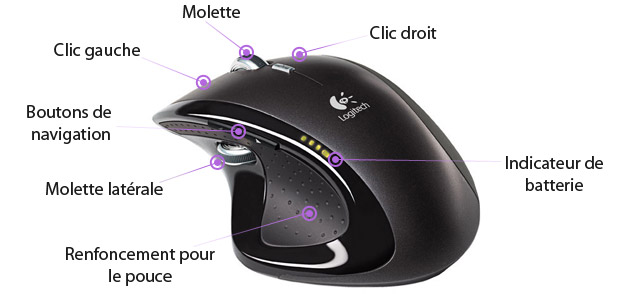 Molette
Clic droit
Clic gauche
Boutons de
navigation
Logitech
Indicateur de
batterie
Molette latérale
Renfoncement pour
le pouce